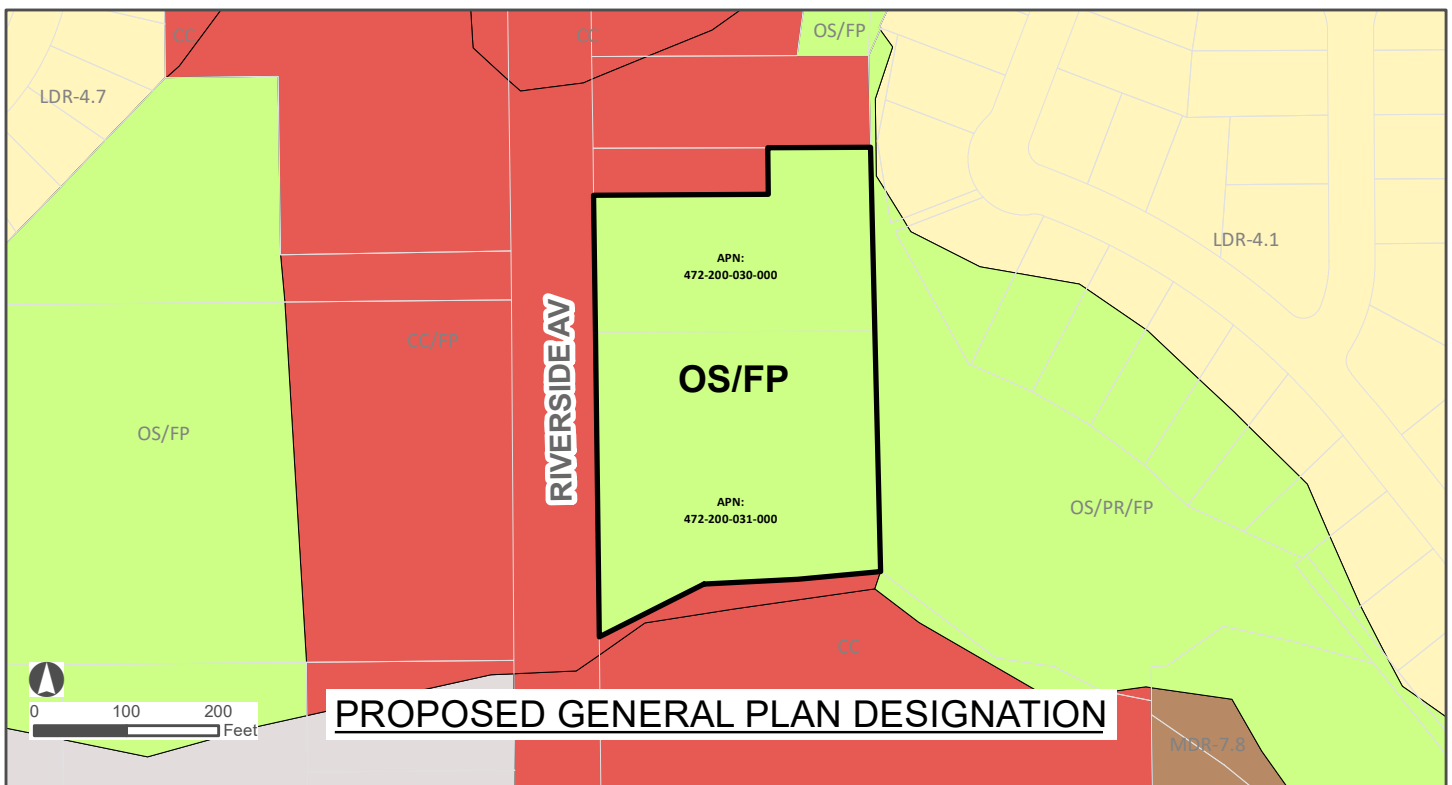 CC
CC
OS/FP
LDR-4.7
LDR-4.1
APN:
472-200-030-000
RIVERSIDE AV
CC/FP
OS/FP
OS/FP
APN:
472-200-031-000
OS/PR/FP
CC
0 100 200
Feet
PROPOSED GENERAL PLAN DESIGNATION
MDR-7.8